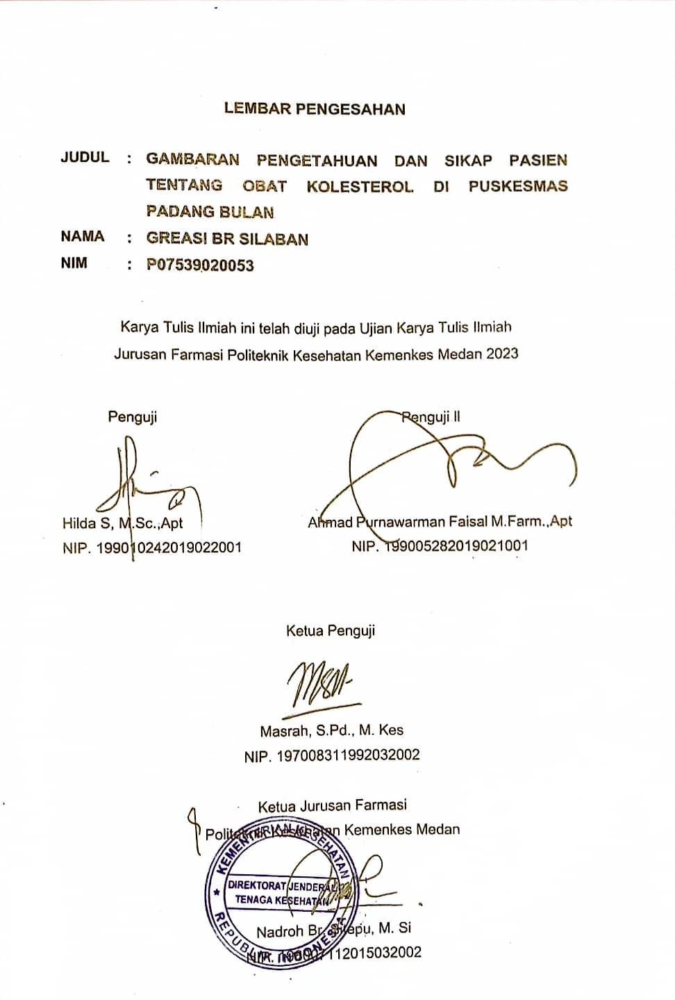 LEMBAR PENGESAHAN
JUDUL : GAMBARAN PENGETAHUAN DAN SIKAP PASIEN
TENTANG OBAT KOLESTEROL DI PUSKESMAS
PADANG BULAN
NAMA : GREASI BR SILABAN
NIM : P07539020053
Karya Tulis Ilmiah ini telah diuji pada Ujian Karya Tulis Ilmiah
Jurusan Farmasi Politeknik Kesehatan Kemenkes Medan 2023
Penguji Penguji II
Hilda S, M.Sc.,Apt Ahmad Purnawarman Faisal M.Farm.,Apt
NIP. 199010242019022001 NIP. 199005282019021001
Ketua Penguji
Masrah, S.Pd., M. Kes
NIP. 197008311992032002
Ketua Jurusan Farmasi
Politeknik Kesehatan Kemenkes Medan
KEMENTERIAN KESEHATAN
DIREKTORAT JENDERAL
TENAGA KESEHATAN
REPUBLIK INDONESIA
Nadroh Br. Sitepu, M. Si
NIP.